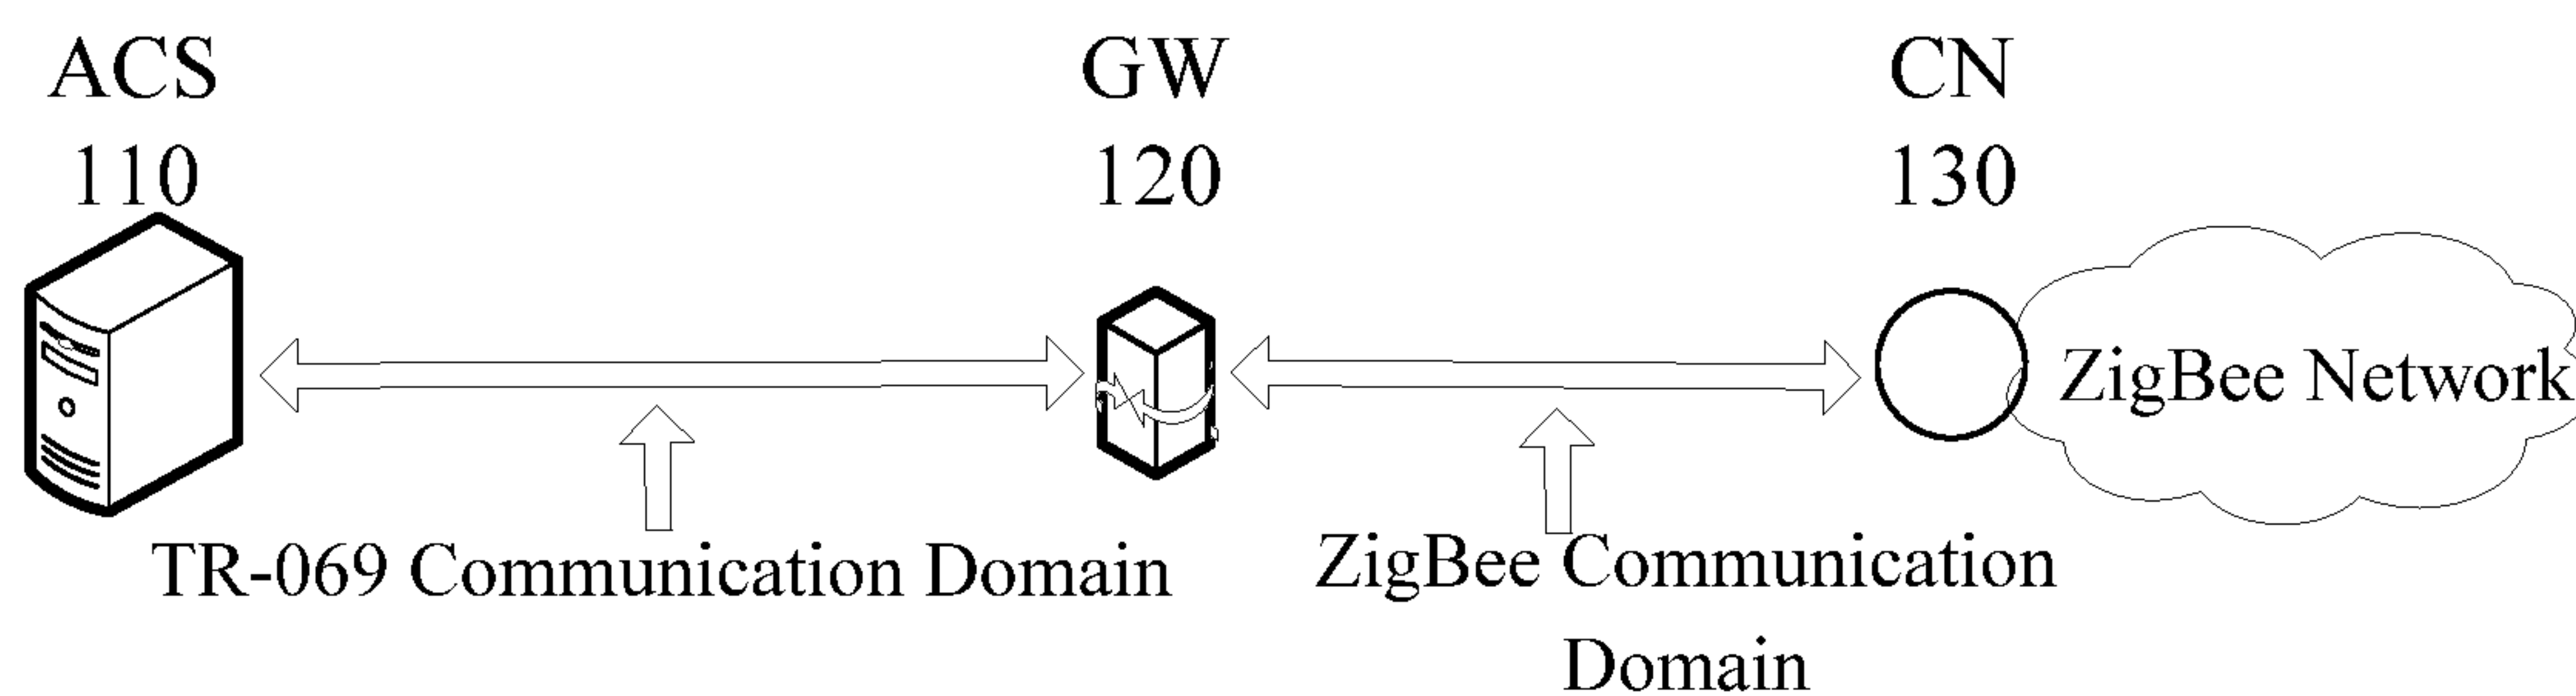 ACS
110
GW
120
CN
130
ZigBee Network
TR-069 Communication Domain
ZigBee Communication
Domain